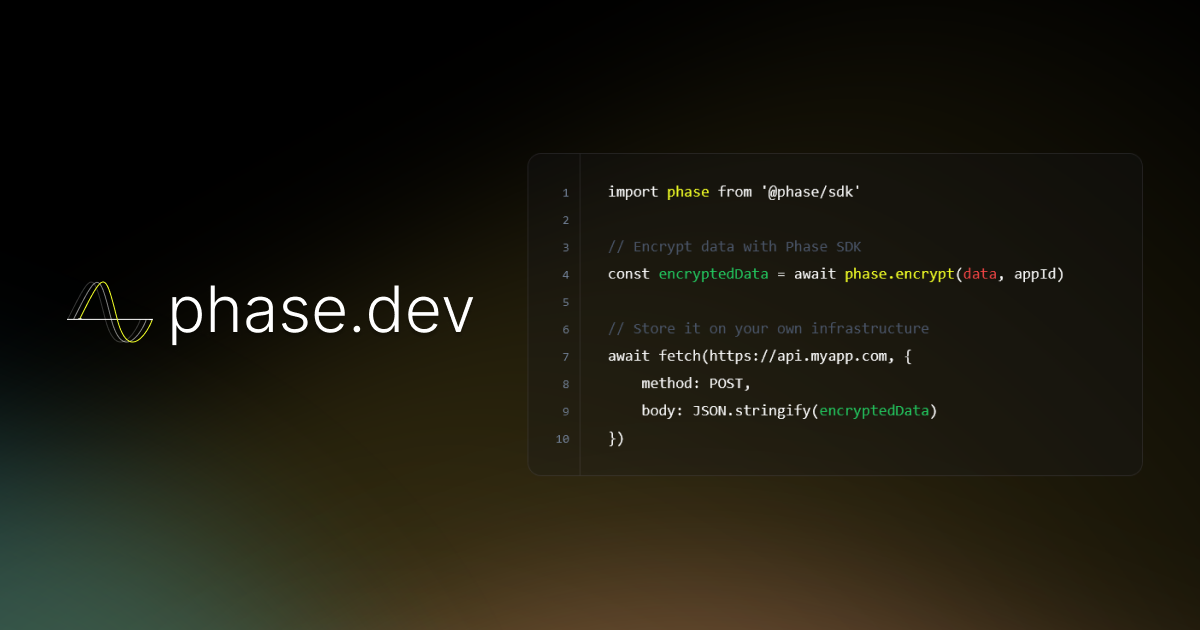 phase.dev
1 import phase from '@phase/sdk'
2
3 // Encrypt data with Phase SDK
4 const encryptedData = await phase.encrypt(data, appId)
5
6 // Store it on your own infrastructure
7 await fetch(https://api.myapp.com, {
8     method: POST,
9     body: JSON.stringify(encryptedData)
10 })